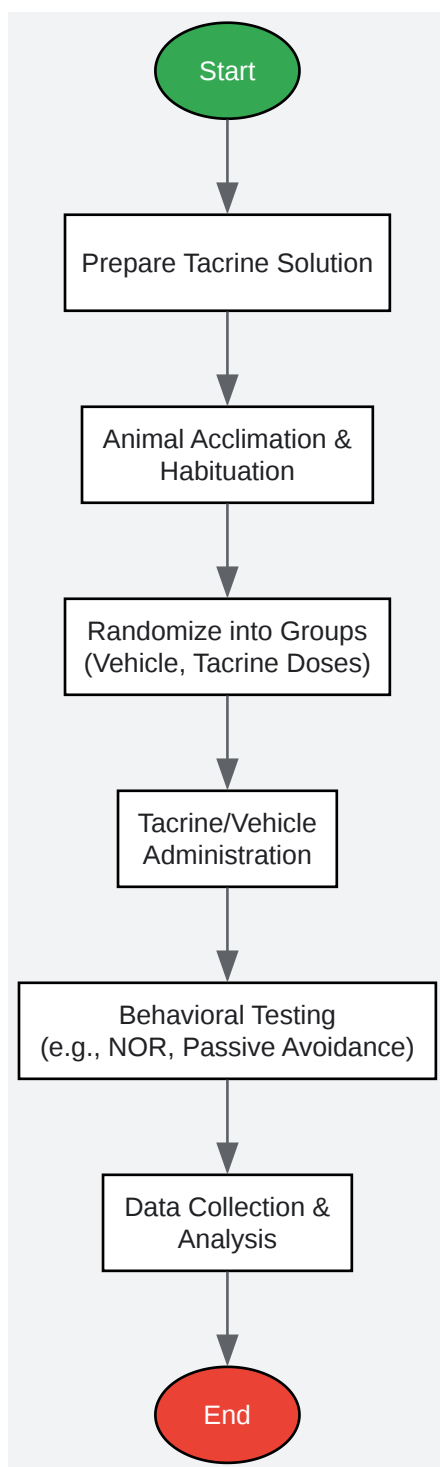 Start
Prepare Tacrine Solution
Animal Acclimation &
Habituation
Randomize into Groups
(Vehicle, Tacrine Doses)
Tacrine/Vehicle
Administration
Behavioral Testing
(e.g., NOR, Passive Avoidance)
Data Collection &
Analysis
End